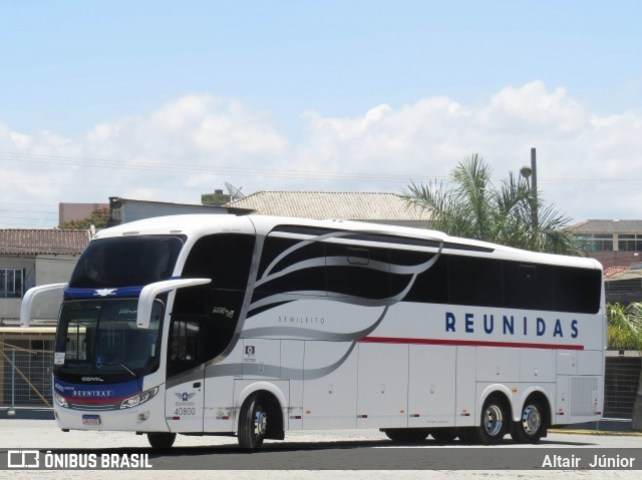 REUNIDAS
SEMILEITO
40800
REUNIDAS
ÔNIBUS BRASIL
Altair Júnior